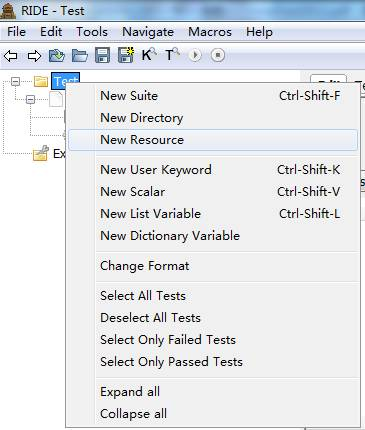 RIDE - Test
File Edit Tools Navigate Macros Help
K T
Test
New Suite Ctrl-Shift-F
New Directory
New Resource
New User Keyword Ctrl-Shift-K
New Scalar Ctrl-Shift-V
New List Variable Ctrl-Shift-L
New Dictionary Variable
Change Format
Select All Tests
Deselect All Tests
Select Only Failed Tests
Select Only Passed Tests
Expand all
Collapse all